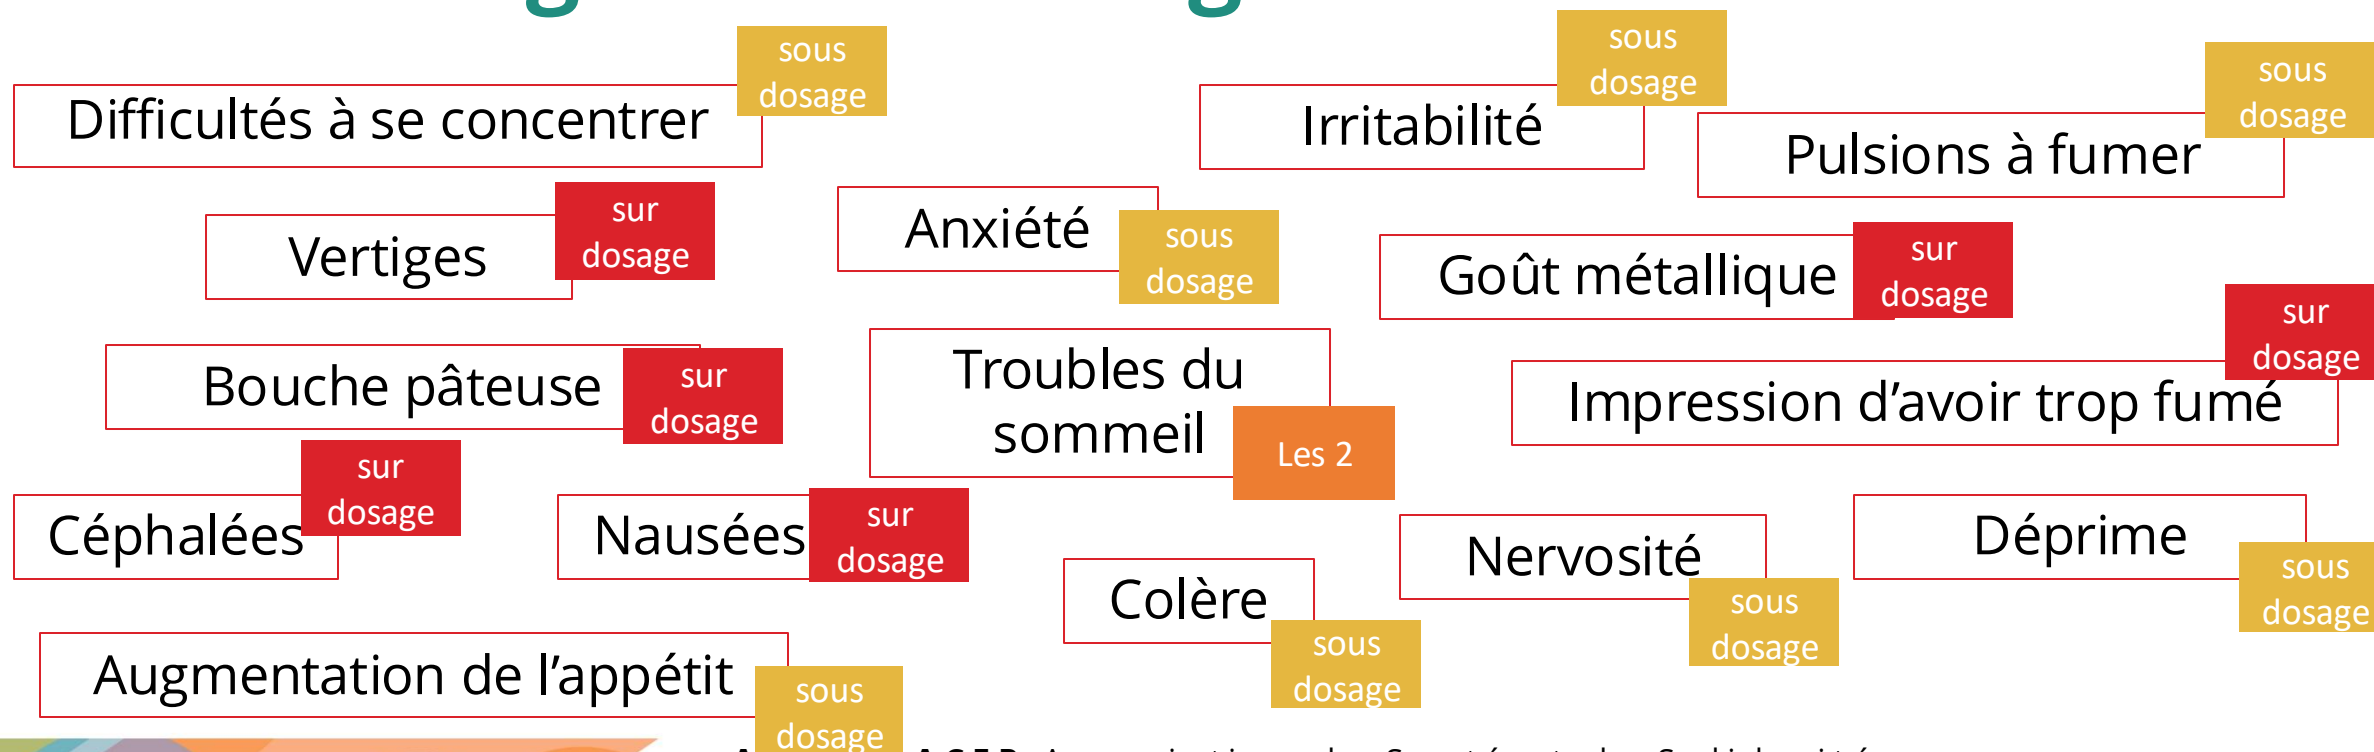 sous
dosage
Difficultés à se concentrer
sous
dosage
Irritabilité
sous
dosage
Pulsions à fumer
sur
dosage
Vertiges
Anxiété
sous
dosage
Goût métallique
sur
dosage
sur
dosage
Bouche pâteuse
sur
dosage
Troubles du
sommeil
Les 2
Impression d’avoir trop fumé
Céphalées
sur
dosage
Nausées
sur
dosage
Colère
sous
dosage
Nervosité
sous
dosage
Déprime
sous
dosage
Augmentation de l’appétit
sous
dosage